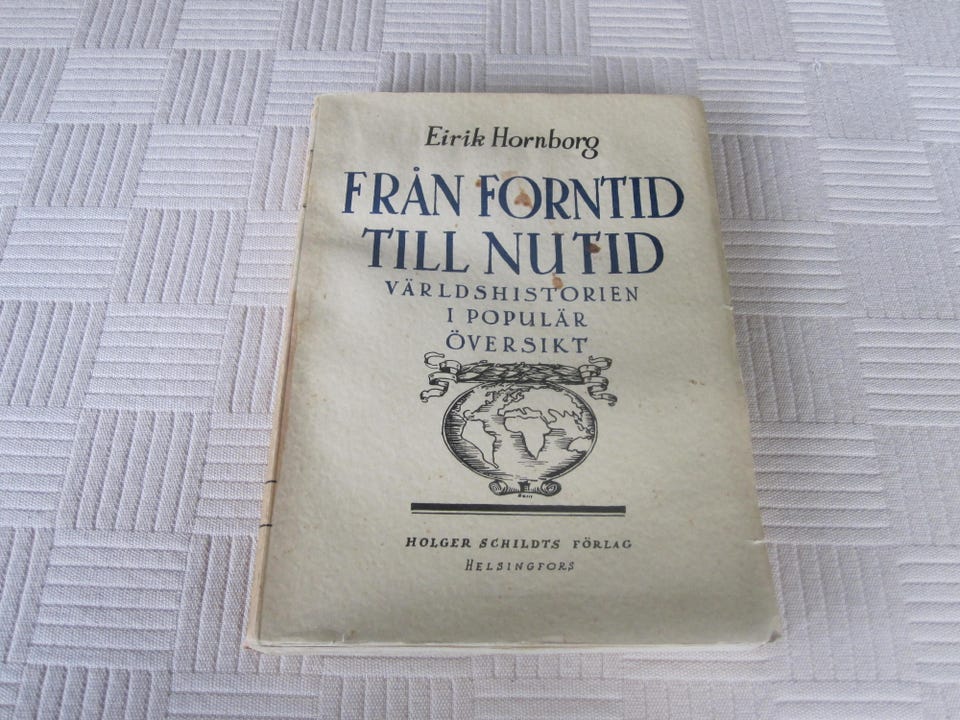 Eirik Hornborg
FRÅN FORNTID
TILL NUTID
VÄRLDSHISTORIEN
I POPULÄR
ÖVERSIKT
HOLGER SCHILDTS FÖRLAG
HELSINGFORS